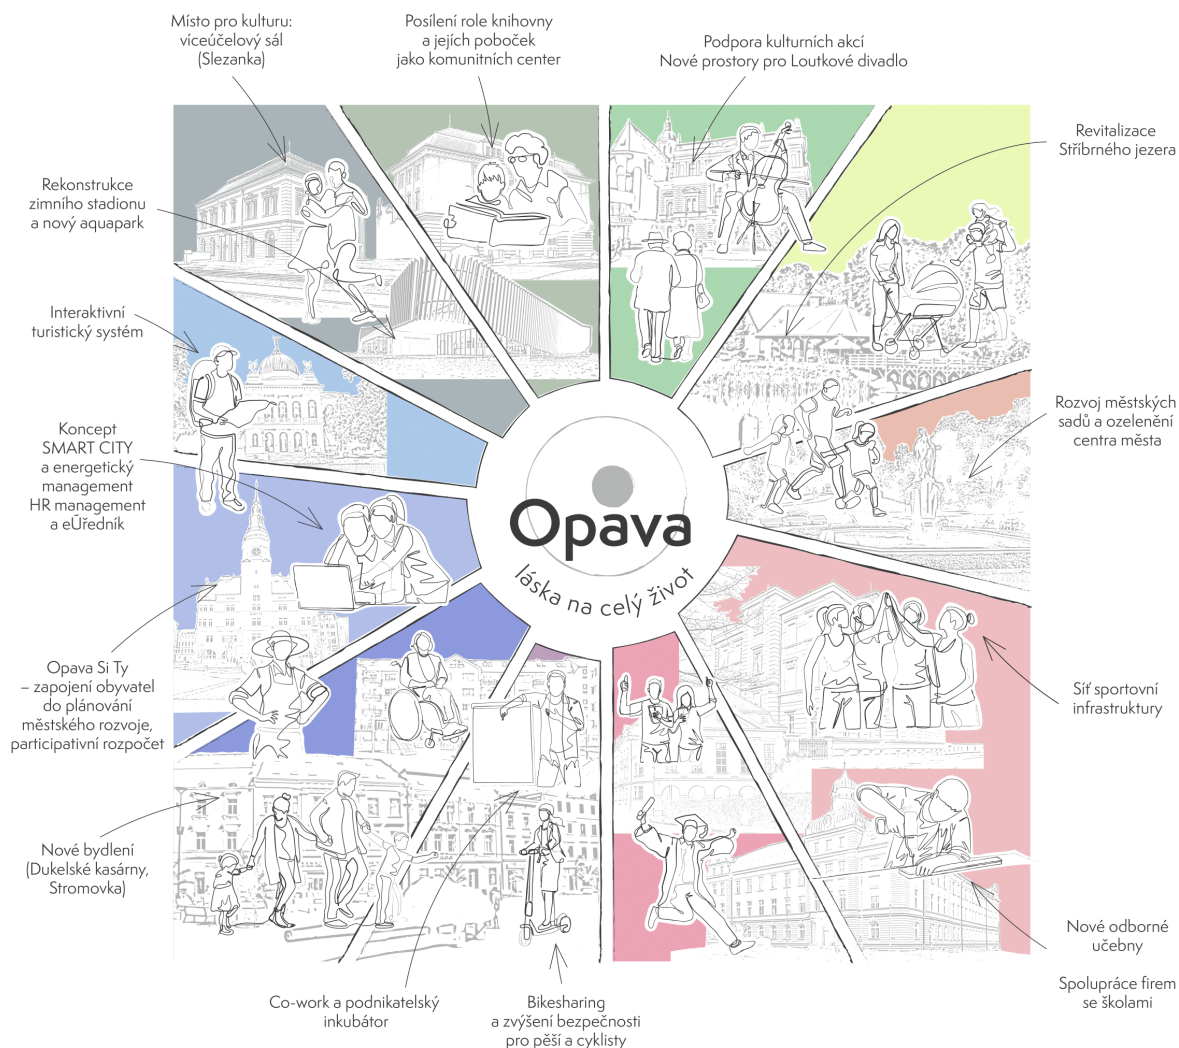 Místo pro kulturu:
víceúčelový sál
(Slezanka)
Posílení role knihovny
a jejích poboček
jako komunitních center
Podpora kulturních akcí
Nové prostory pro Loutkové divadlo
Revitalizace
Stříbrného jezera
Rekonstrukce
zimního stadionu
a nový aquapark
Interaktivní
turistický systém
Koncept
SMART CITY
a energetický
management
HR management
a eÚředník
Rozvoj městských
sadů a ozelenění
centra města
Opava
láska na celý život
Opava Si Ty
– zapojení obyvatel
do plánování
městského rozvoje,
participativní rozpočet
Síť sportovní
infrastruktury
Nové bydlení
(Dukelské kasárny,
Stromovka)
Nové odborné
učebny
Spolupráce firem
se školami
Co-work a podnikatelský
inkubátor
Bikesharing
a zvýšení bezpečnosti
pro pěší a cyklisty